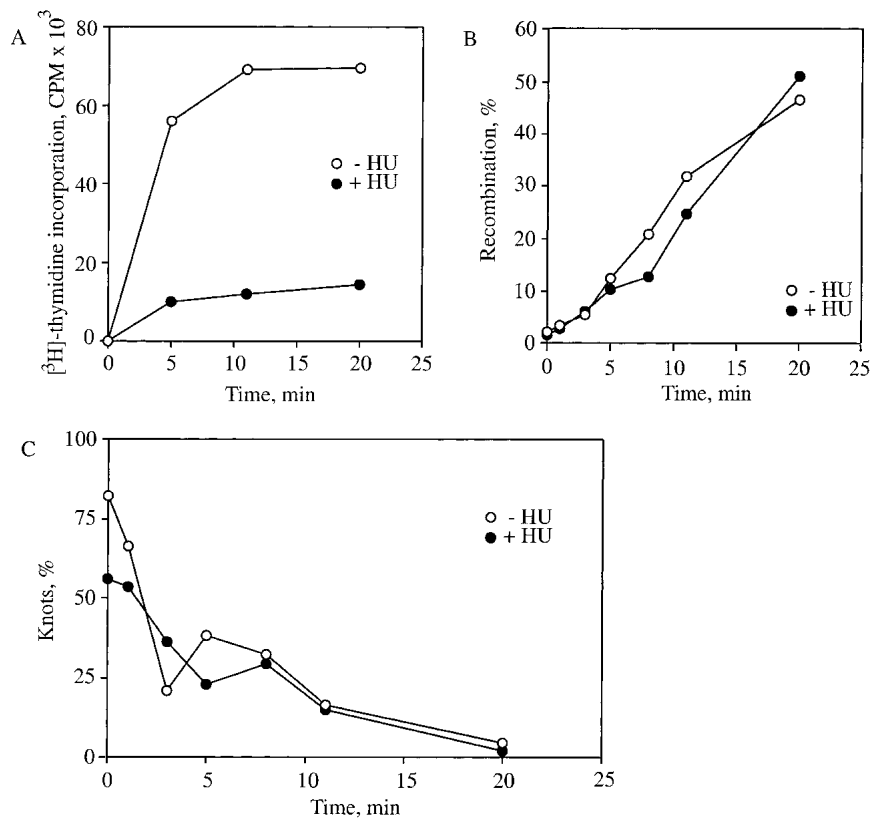 A
[³H]-thymidine incorporation, CPM x 10³
80
60
40
20
0
0 5 10 15 20 25
Time, min
- HU
+ HU
B
Recombination, %
60
50
40
30
20
10
0
0 5 10 15 20 25
Time, min
- HU
+ HU
C
Knots, %
100
75
50
25
0
0 5 10 15 20 25
Time, min
- HU
+ HU